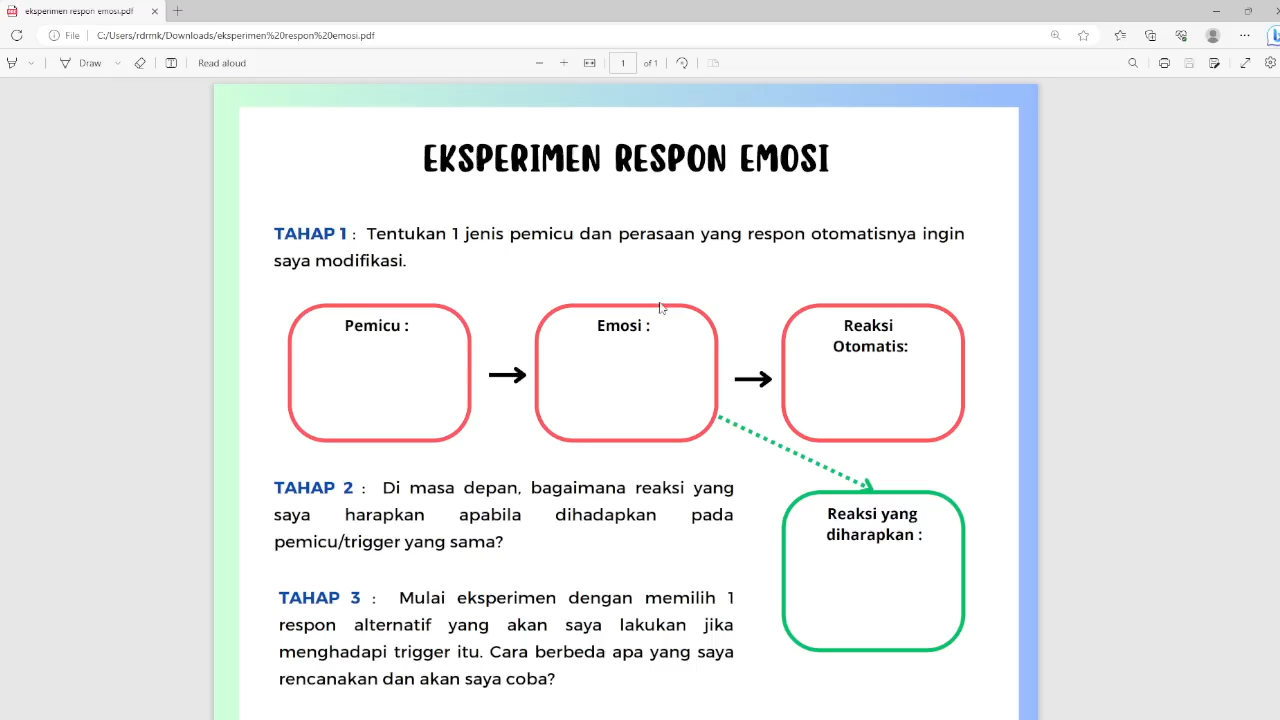 eksperimen respon emosi.pdf
File C:/Users/rdrmk/Downloads/eksperimen%20respon%20emosi.pdf
Draw Read aloud 1 of 1
EKSPERIMEN RESPON EMOSI
TAHAP 1 : Tentukan 1 jenis pemicu dan perasaan yang respon otomatisnya ingin
saya modifikasi.
Pemicu :
Emosi :
Reaksi
Otomatis:
TAHAP 2 : Di masa depan, bagaimana reaksi yang
saya harapkan apabila dihadapkan pada
pemicu/trigger yang sama?
Reaksi yang
diharapkan :
TAHAP 3 : Mulai eksperimen dengan memilih 1
respon alternatif yang akan saya lakukan jika
menghadapi trigger itu. Cara berbeda apa yang saya
rencanakan dan akan saya coba?